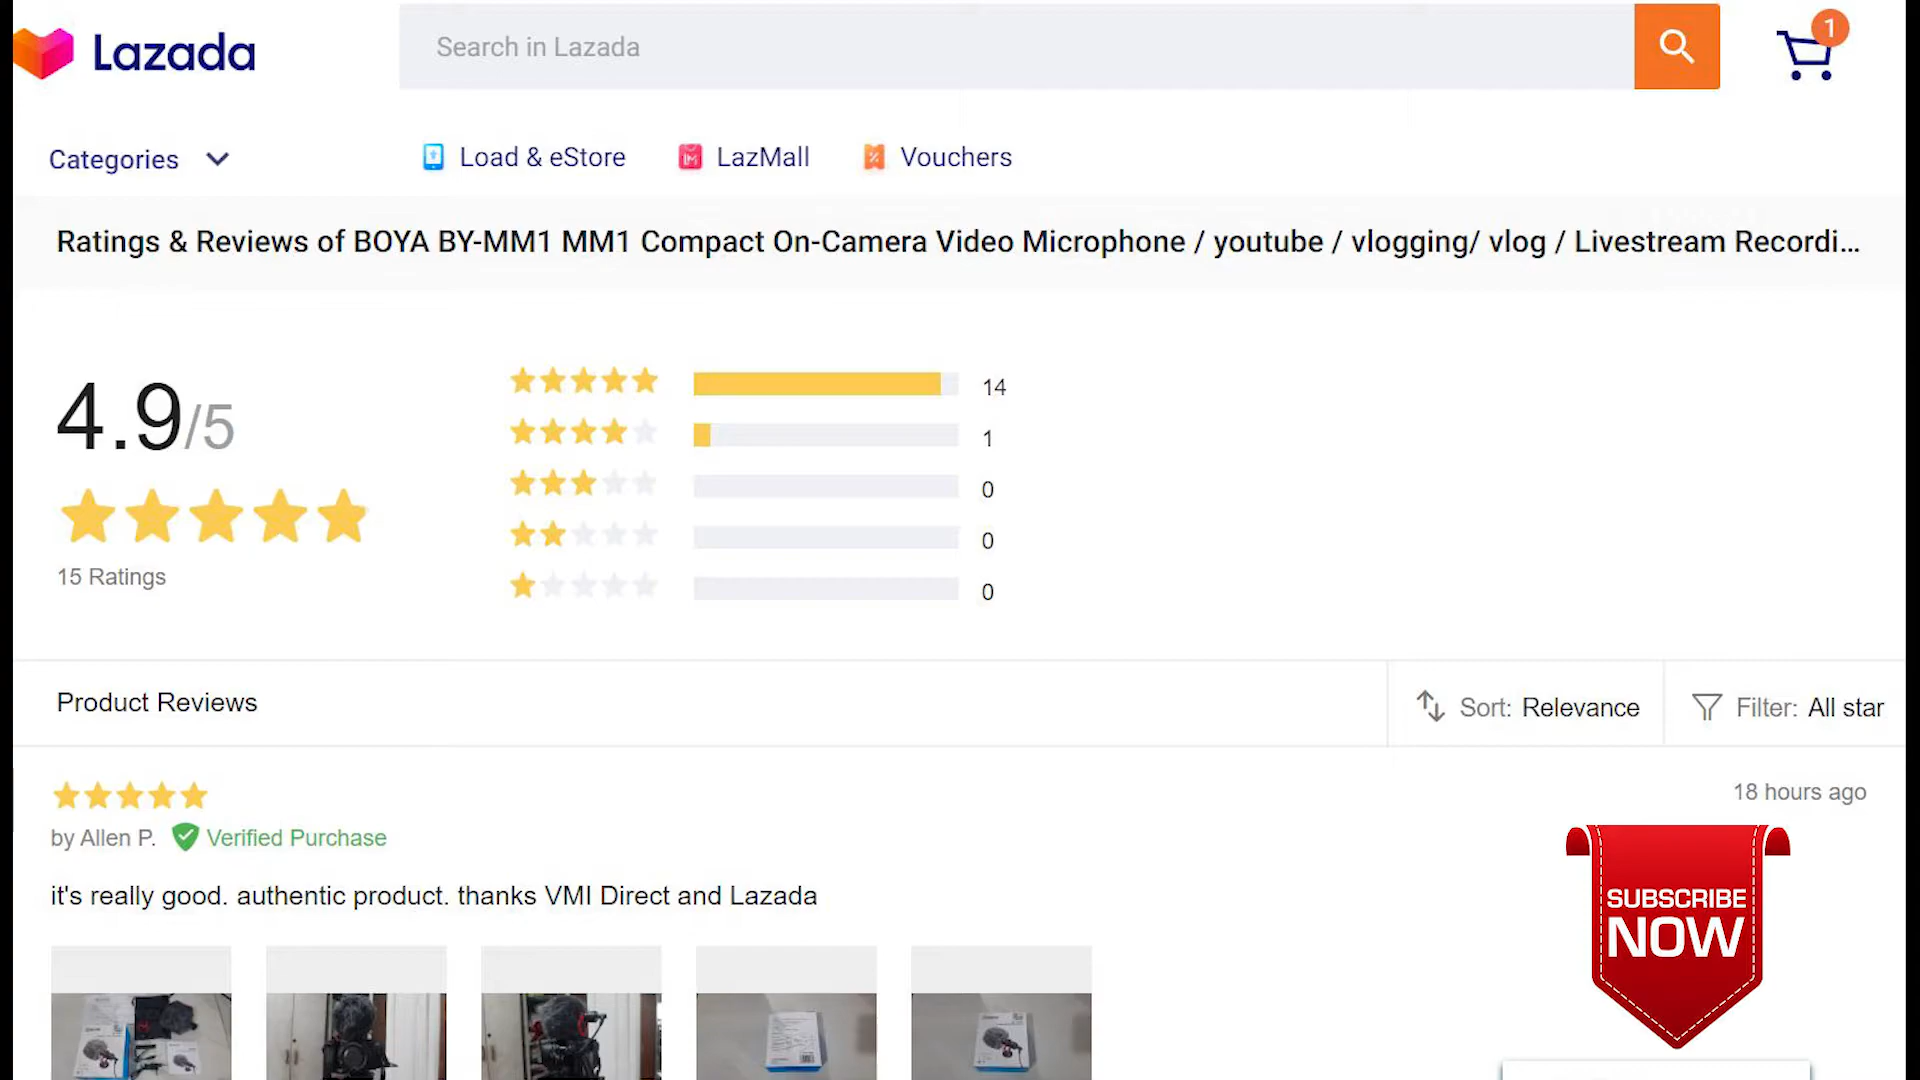 Lazada
Search in Lazada
1
Categories
Load & eStore
LazMall
Vouchers
Ratings & Reviews of BOYA BY-MM1 MM1 Compact On-Camera Video Microphone / youtube / vlogging/ vlog / Livestream Recordi...
4.9/5
15 Ratings
14
1
0
0
0
Product Reviews
Sort: Relevance
Filter: All star
18 hours ago
by Allen P.
Verified Purchase
it's really good. authentic product. thanks VMI Direct and Lazada
SUBSCRIBE
NOW